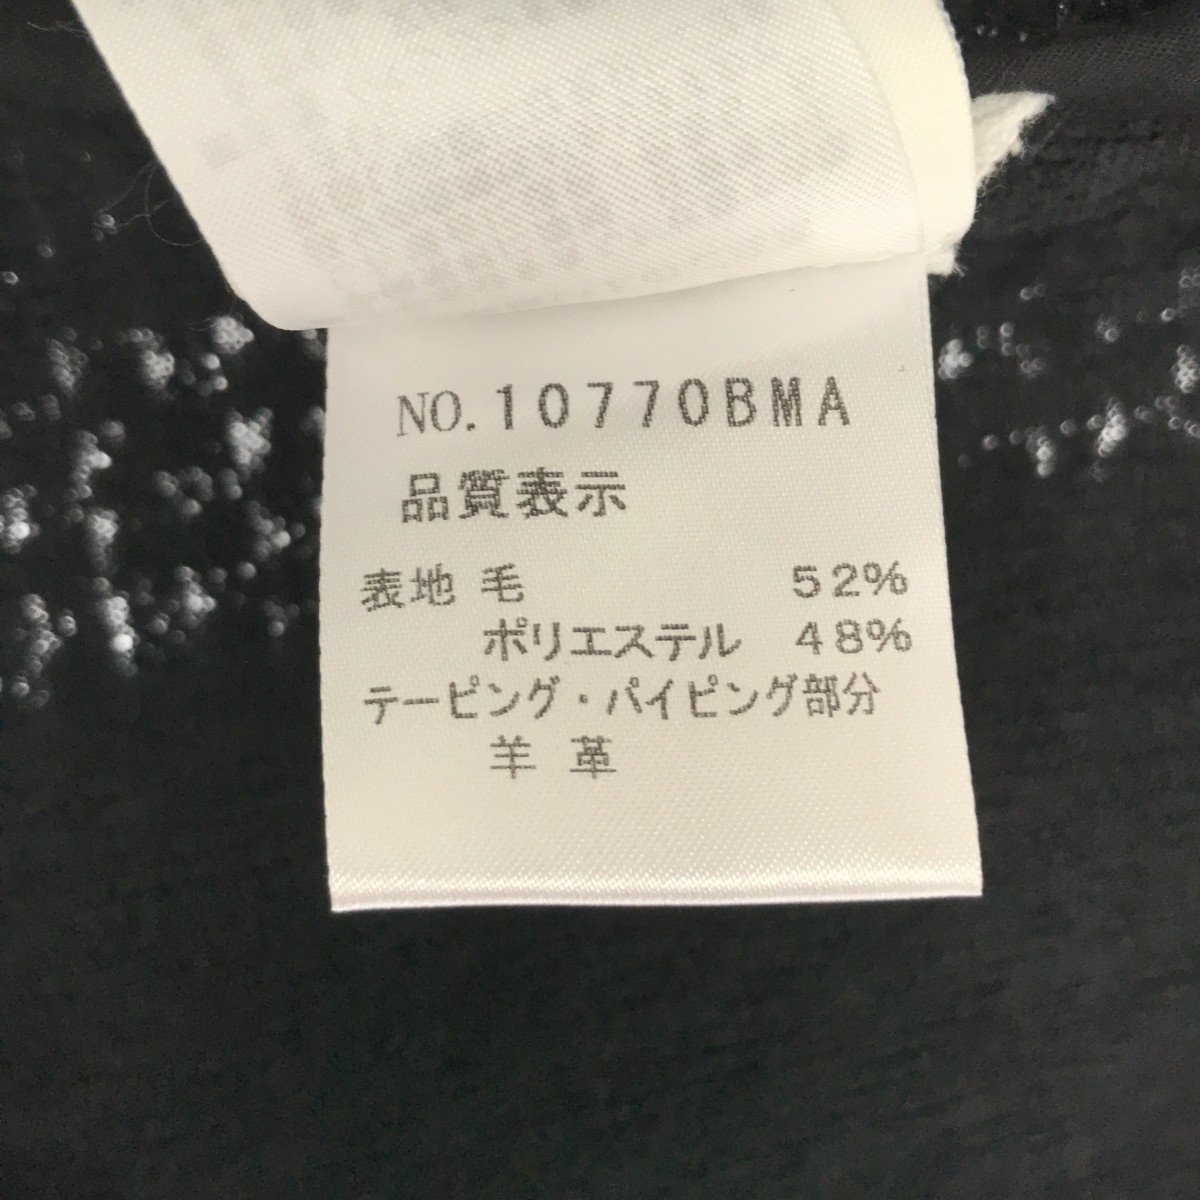 NO.10770BMA
品質表示
表地 毛 52%
ポリエステル 48%
テーピング・パイピング部分
羊 革